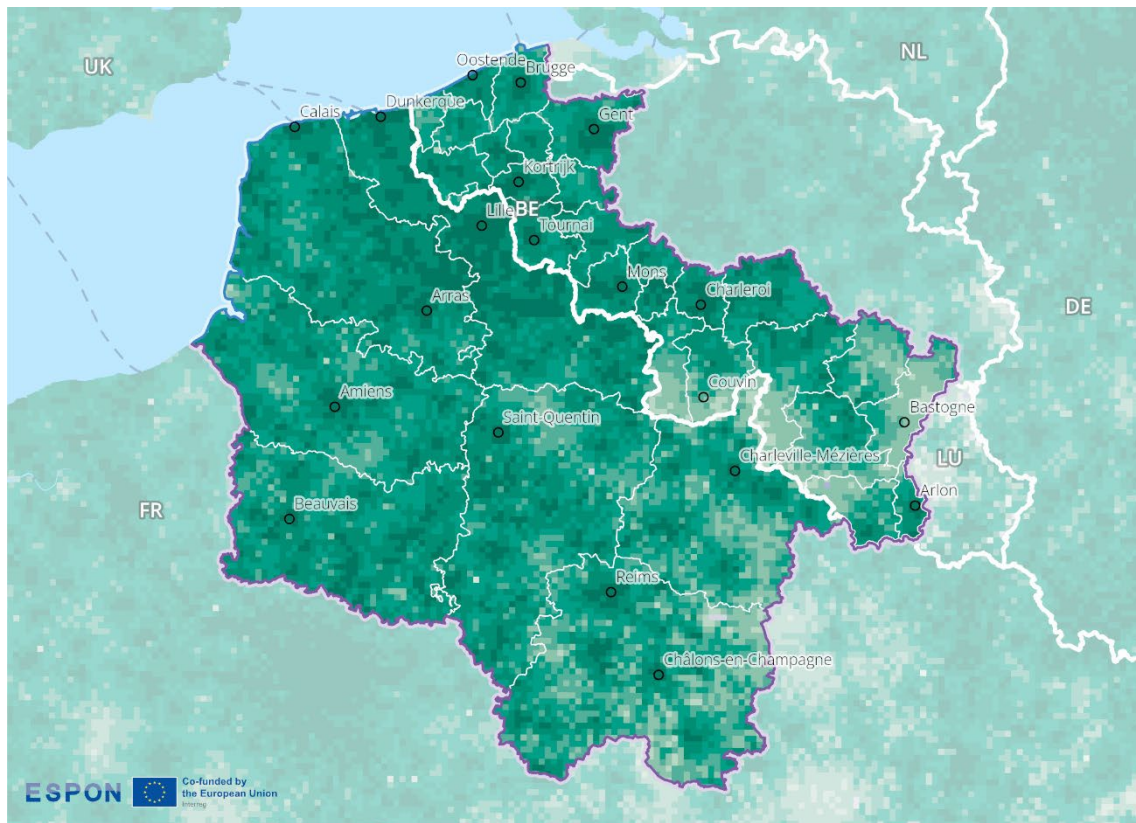 UK
NL
Oostende
Brugge
Dunkerque
Calais
Gent
Kortrijk
Lille
BE
Tournai
Mons
Charleroi
Arras
DE
Couvin
Amiens
Bastogne
Saint-Quentin
Charleville-Mézières
LU
Arlon
Beauvais
FR
Reims
Châlons-en-Champagne
ESPON
Co-funded by
the European Union
Interreg